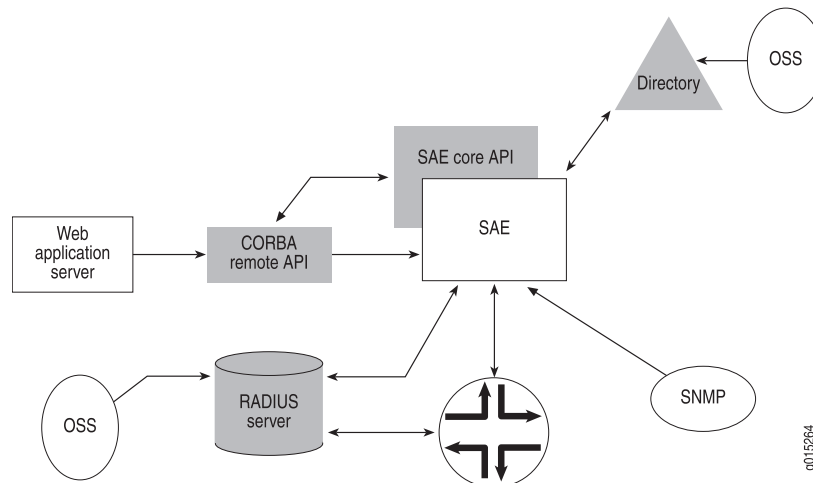 OSS
Directory
SAE core API
SAE
Web
application
server
CORBA
remote API
RADIUS
server
OSS
SNMP
g015264